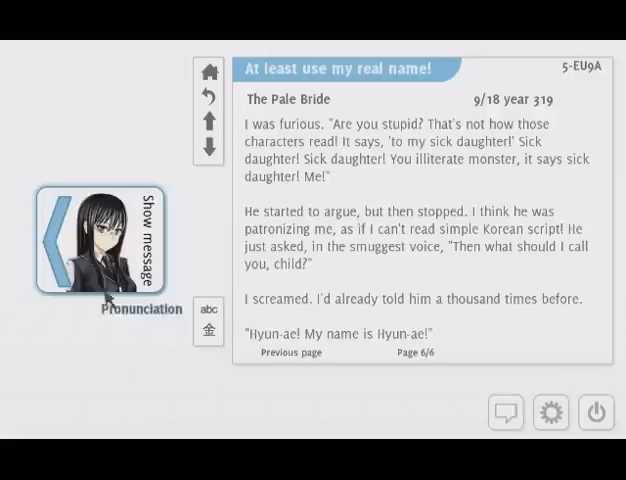 At least use my real name!
5-EU9A
The Pale Bride
9/18 year 319
I was furious. "Are you stupid? That's not how those
characters read! It says, 'to my sick daughter!' Sick
daughter! Sick daughter! You illiterate monster, it says sick
daughter! Me!"
He started to argue, but then stopped. I think he was
patronizing me, as if I can't read simple Korean script! He
just asked, in the smuggest voice, "Then what should I call
you, child?"
I screamed. I'd already told him a thousand times before.
"Hyun-ae! My name is Hyun-ae!"
Previous page
Page 6/6
Show message
Pronunciation
abc
金